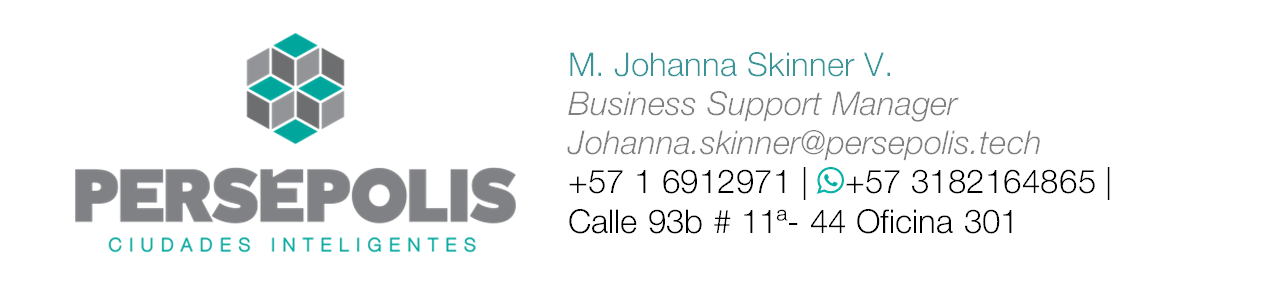 PERSÉPOLIS
CIUDADES INTELIGENTES
M. Johanna Skinner V.
Business Support Manager
Johanna.skinner@persepolis.tech
+57 1 6912971 | +57 3182164865 |
Calle 93b # 11ª- 44 Oficina 301